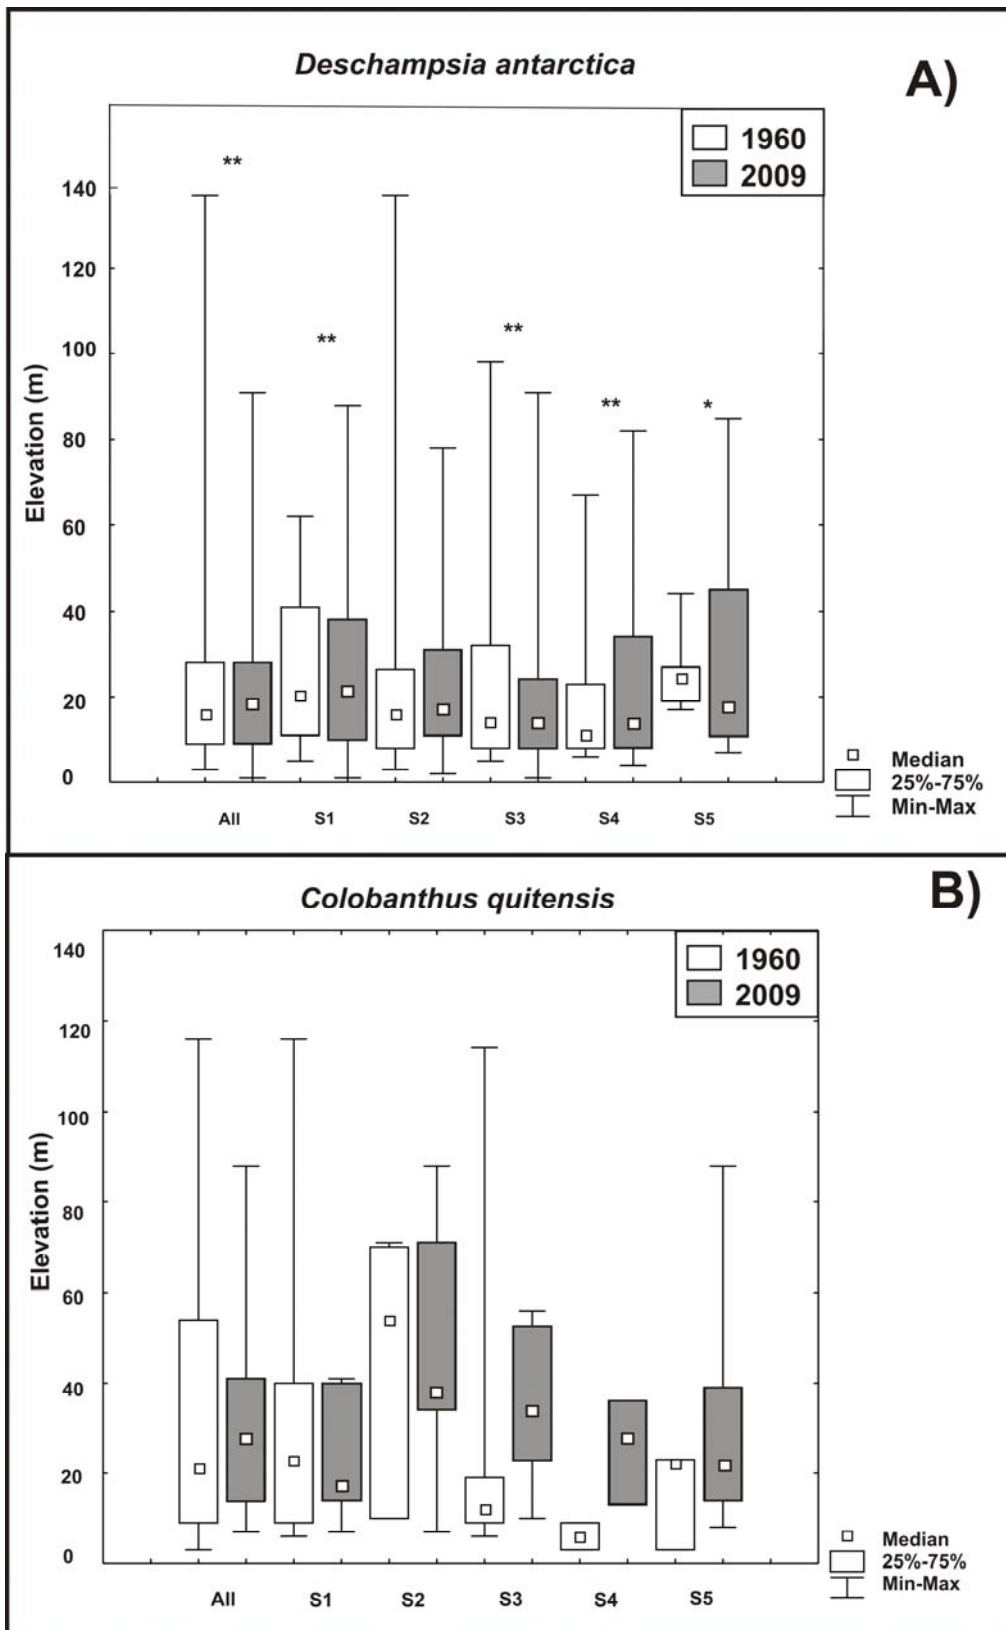 Deschampsia antarctica
A)
1960
2009
**
**
**
**
*
140
120
100
80
60
40
20
0
Elevation (m)
All S1 S2 S3 S4 S5
Median
25%-75%
Min-Max
Colobanthus quitensis
B)
1960
2009
140
120
100
80
60
40
20
0
Elevation (m)
All S1 S2 S3 S4 S5
Median
25%-75%
Min-Max